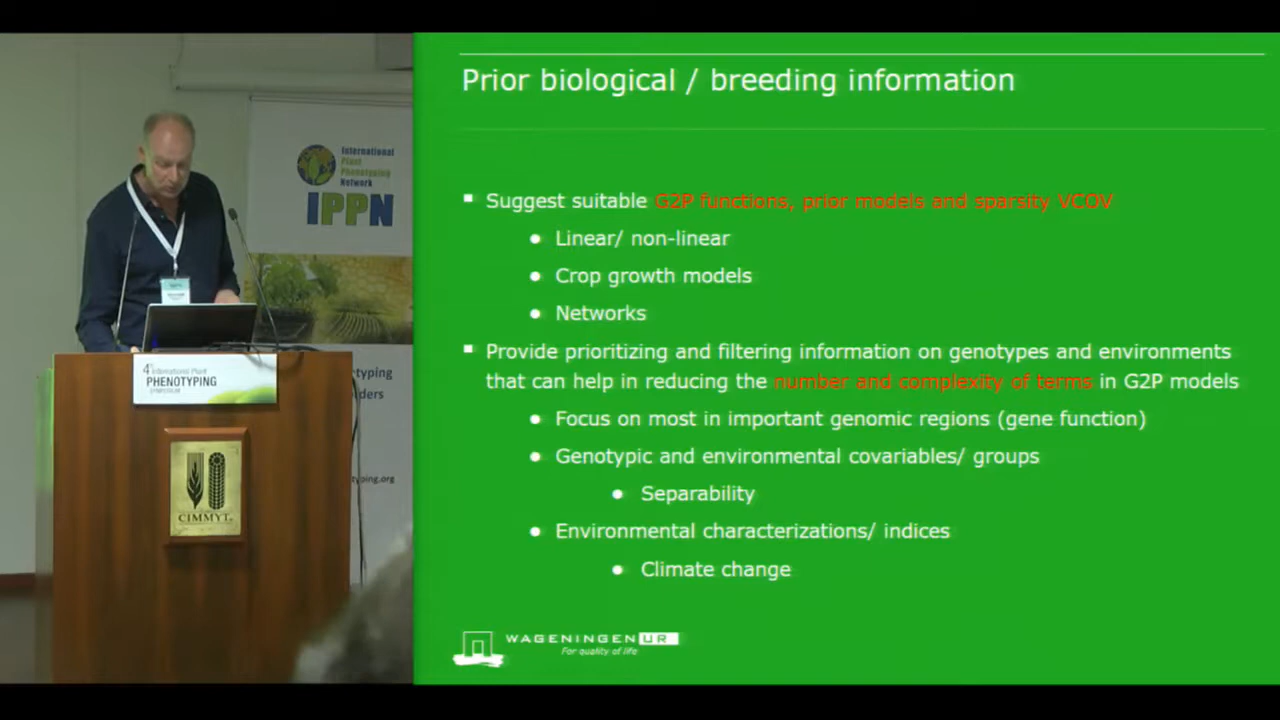 Prior biological / breeding information
Suggest suitable G2P functions, prior models and sparsity VCOV
Linear/ non-linear
Crop growth models
Networks
Provide prioritizing and filtering information on genotypes and environments
that can help in reducing the number and complexity of terms in G2P models
Focus on most in important genomic regions (gene function)
Genotypic and environmental covariables/ groups
Separability
Environmental characterizations/ indices
Climate change
WAGENINGEN UR
For quality of life
International
Plant
Phenotyping
Network
IPPN
4th International Plant
PHENOTYPING
SYMPOSIUM
CIMMYT